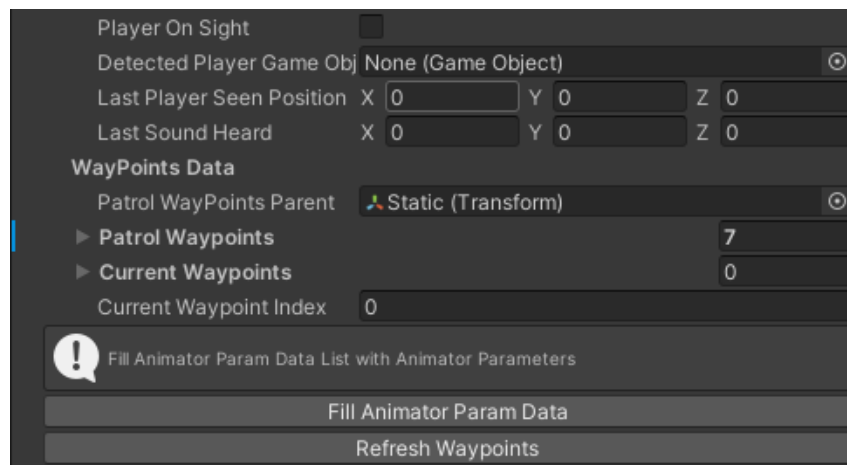 Player On Sight
Detected Player Game Obj None (Game Object)
Last Player Seen Position X 0 Y 0 Z 0
Last Sound Heard X 0 Y 0 Z 0
WayPoints Data
Patrol WayPoints Parent Static (Transform)
Patrol Waypoints 7
Current Waypoints 0
Current Waypoint Index 0
Fill Animator Param Data List with Animator Parameters
Fill Animator Param Data
Refresh Waypoints